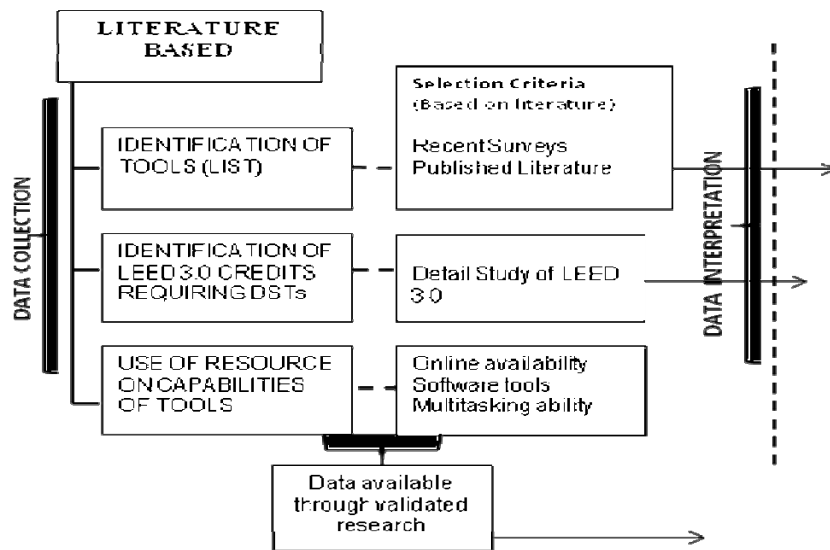 LITERATURE
BASED
DATA COLLECTION
IDENTIFICATION OF
TOOLS (LIST)
Selection Criteria
(Based on literature)
Recent Surveys
Published Literature
IDENTIFICATION OF
LEED 3.0 CREDITS
REQUIRING DSTs
Detail Study of LEED
3.0
USE OF RESOURCE
ON CAPABILITIES
OF TOOLS
Online availability
Software tools
Multitasking ability
DATA INTERPRETATION
Data available
through validated
research